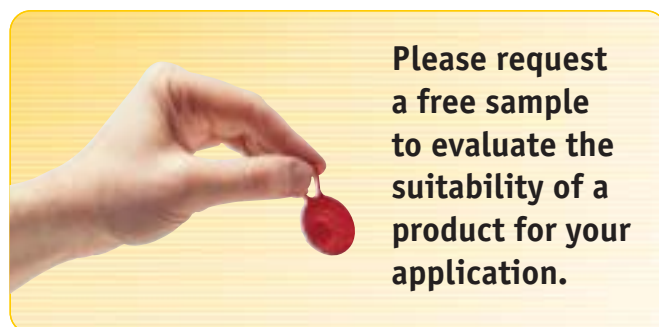 Please request
a free sample
to evaluate the
suitability of a
product for your
application.